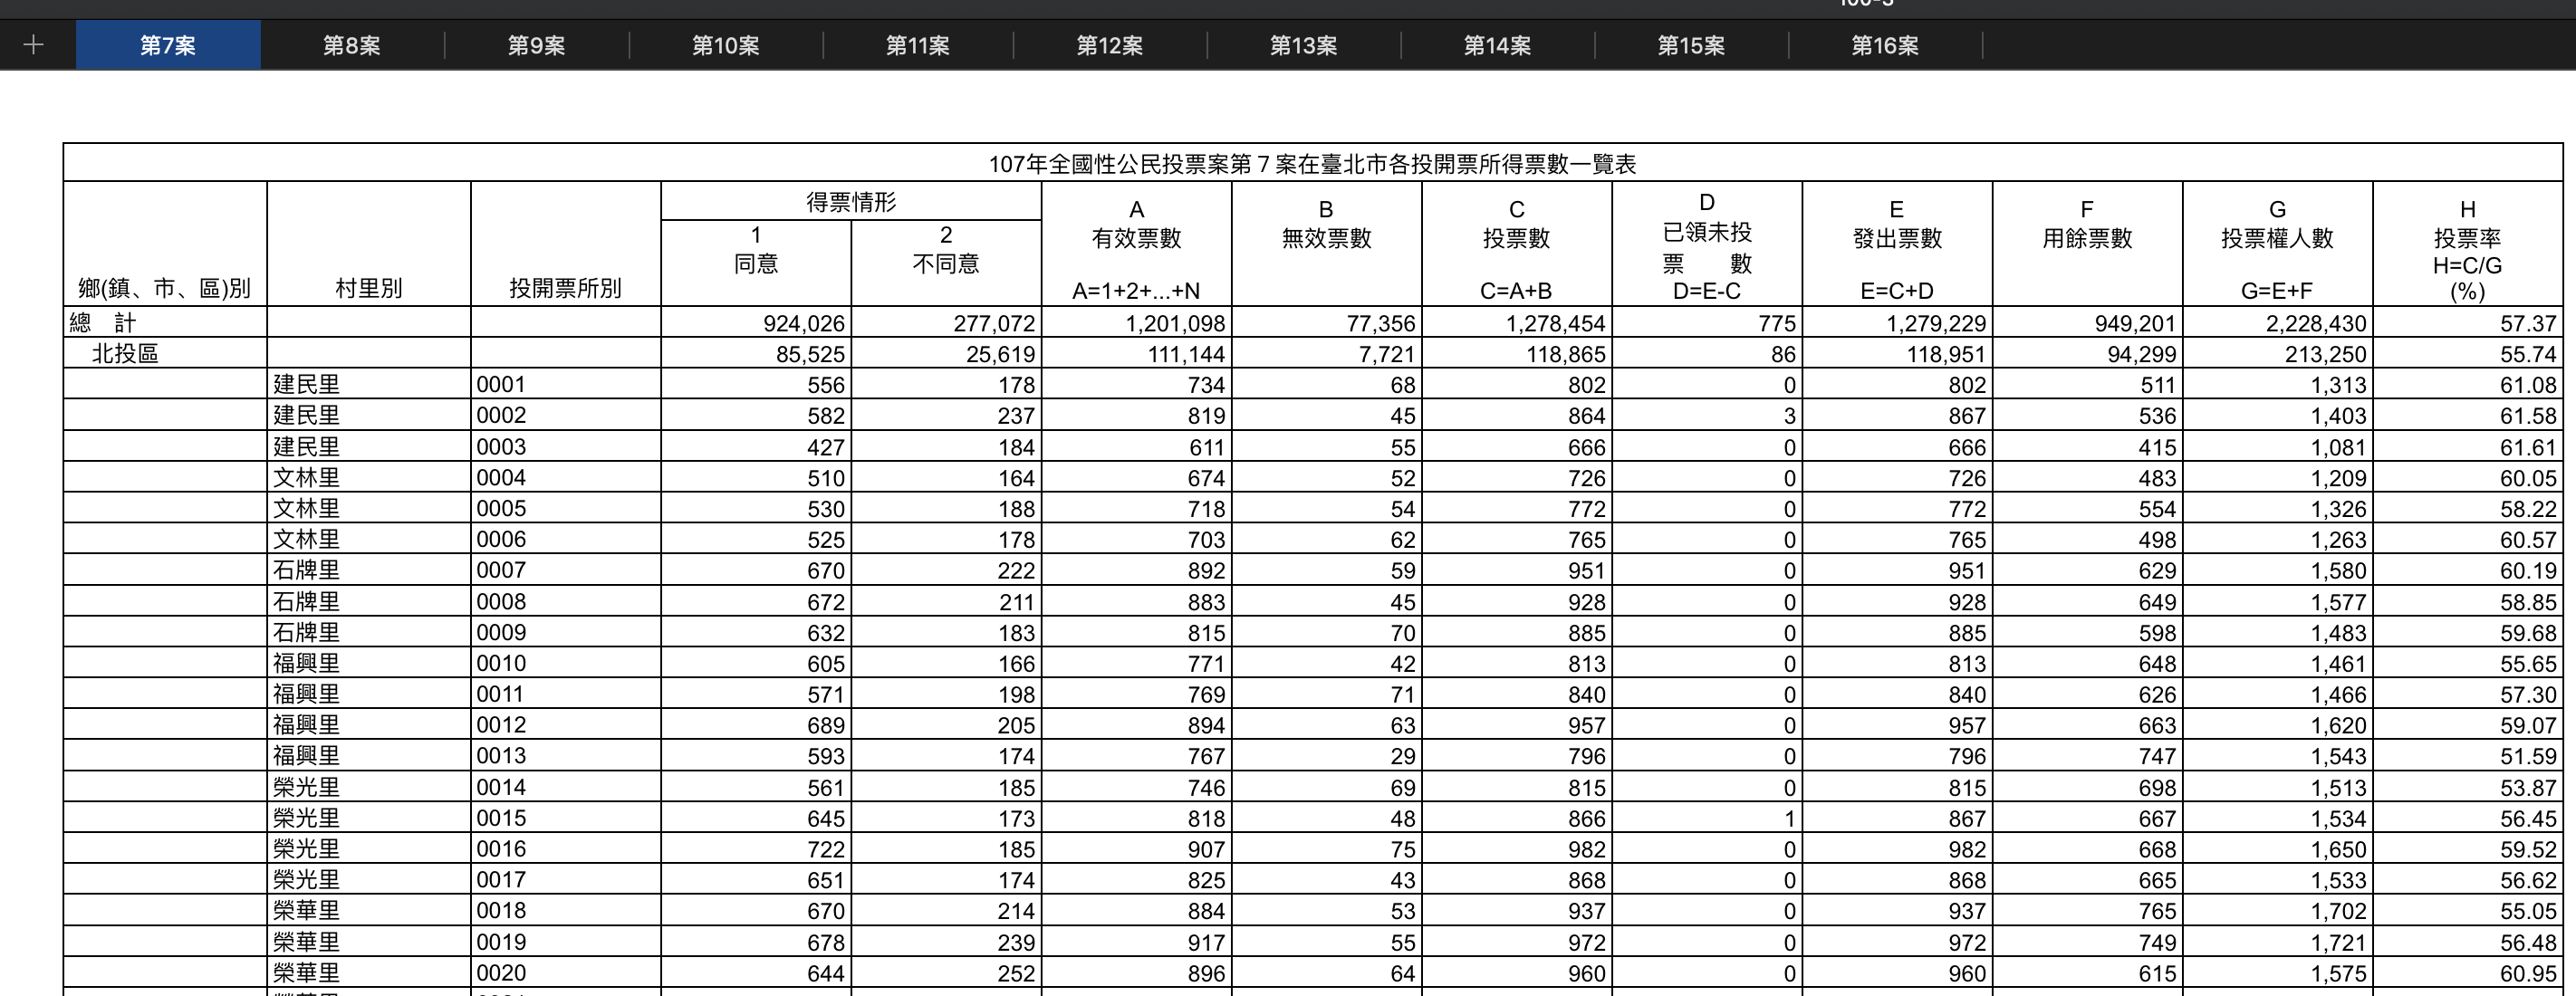 第7案 第8案 第9案 第10案 第11案 第12案 第13案 第14案 第15案 第16案
107年全國性公民投票案第 7 案在臺北市各投開票所得票數一覽表
鄉(鎮、市、區)別 村里別 投開票所別 得票情形 1 同意 2 不同意 A 有效票數 A=1+2+...+N B 無效票數 C 投票數 C=A+B D 已領未投票 數 D=E-C E 發出票數 E=C+D F 用餘票數 G 投票權人數 G=E+F H 投票率 H=C/G (%)
總 計 924,026 277,072 1,201,098 77,356 1,278,454 775 1,279,229 949,201 2,228,430 57.37
北投區 85,525 25,619 111,144 7,721 118,865 86 118,951 94,299 213,250 55.74
建民里 0001 556 178 734 68 802 0 802 511 1,313 61.08
建民里 0002 582 237 819 45 864 3 867 536 1,403 61.58
建民里 0003 427 184 611 55 666 0 666 415 1,081 61.61
文林里 0004 510 164 674 52 726 0 726 483 1,209 60.05
文林里 0005 530 188 718 54 772 0 772 554 1,326 58.22
文林里 0006 525 178 703 62 765 0 765 498 1,263 60.57
石牌里 0007 670 222 892 59 951 0 951 629 1,580 60.19
石牌里 0008 672 211 883 45 928 0 928 649 1,577 58.85
石牌里 0009 632 183 815 70 885 0 885 598 1,483 59.68
福興里 0010 605 166 771 42 813 0 813 648 1,461 55.65
福興里 0011 571 198 769 71 840 0 840 626 1,466 57.30
福興里 0012 689 205 894 63 957 0 957 663 1,620 59.07
福興里 0013 593 174 767 29 796 0 796 747 1,543 51.59
榮光里 0014 561 185 746 69 815 0 815 698 1,513 53.87
榮光里 0015 645 173 818 48 866 1 867 667 1,534 56.45
榮光里 0016 722 185 907 75 982 0 982 668 1,650 59.52
榮光里 0017 651 174 825 43 868 0 868 665 1,533 56.62
榮華里 0018 670 214 884 53 937 0 937 765 1,702 55.05
榮華里 0019 678 239 917 55 972 0 972 749 1,721 56.48
榮華里 0020 644 252 896 64 960 0 960 615 1,575 60.95